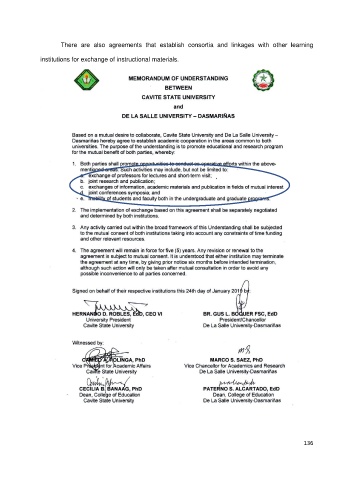 There are also agreements that establish consortia and linkages with other learning
institutions for exchange of instructional materials.
MEMORANDUM OF UNDERSTANDING
BETWEEN
CAVITE STATE UNIVERSITY
and
DE LA SALLE UNIVERSITY – DASMARIÑAS
Based on a mutual desire to collaborate, Cavite State University and De La Salle University –
Dasmariñas hereby agree to establish academic cooperation in the areas common to both
universities. The purpose of the understanding is to promote educational and research program
for the mutual benefit of both parties, whereby:
1. Both parties shall promote opportunities to conduct co-operative efforts within the above-
mentioned areas. Such activities may include, but not be limited to:
a. exchange of professors for lectures and short-term visit;
b. joint research and publication;
c. exchanges of information, academic materials and publication in fields of mutual interest
d. joint conferences symposia; and
e. mobility of students and faculty both in the undergraduate and graduate programs.
2. The implementation of exchange based on this agreement shall be separately negotiated
and determined by both institutions.
3. Any activity carried out within the broad framework of this Understanding shall be subjected
to the mutual consent of both institutions taking into account any constraints of time funding
and other relevant resources.
4. The agreement will remain in force for five (5) years. Any revision or renewal to the
agreement is subject to mutual consent. It is understood that either institution may terminate
the agreement at any time, by giving prior notice six months before intended termination,
although such action will only be taken after mutual consultation in order to avoid any
possible inconvenience to all parties concerned.
Signed on behalf of their respective institutions this 24th day of January 2019 by:
HERNANDO D. ROBLES, EdD, CEO VI
University President
Cavite State University
BR. GUS L. BOQUER FSC, EdD
President/Chancellor
De La Salle University-Dasmariñas
Witnessed by:
CAMILO A. POLINGA, PhD
Vice President for Academic Affairs
Cavite State University
MARCO S. SAEZ, PhD
Vice Chancellor for Academics and Research
De La Salle University-Dasmariñas
CECILIA B. BANAAG, PhD
Dean, College of Education
Cavite State University
PATERNO S. ALCARTADO, EdD
Dean, College of Education
De La Salle University-Dasmariñas
136